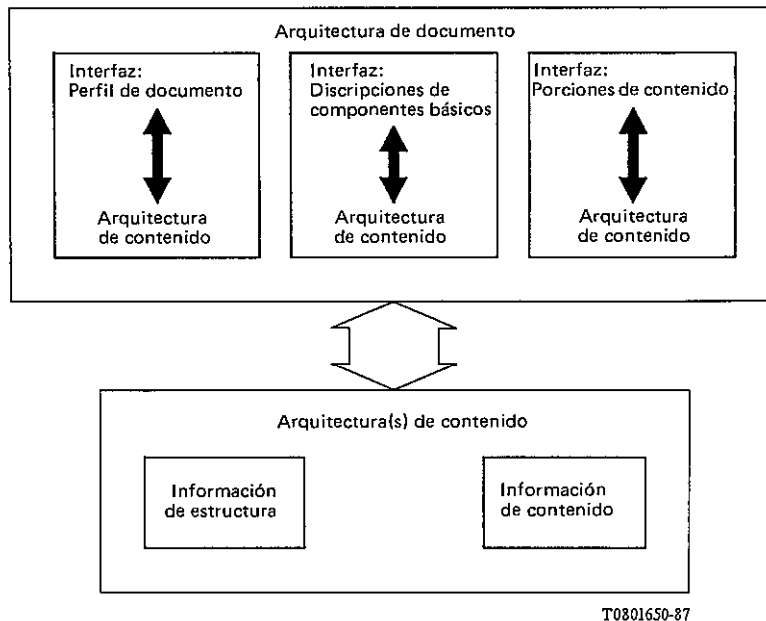 Arquitectura de documento
Interfaz:
Perfil de documento
Arquitectura
de contenido
Interfaz:
Discripciones de
componentes básicos
Arquitectura
de contenido
Interfaz:
Porciones de contenido
Arquitectura
de contenido
Arquitectura(s) de contenido
Información
de estructura
Información
de contenido
T0801650-87